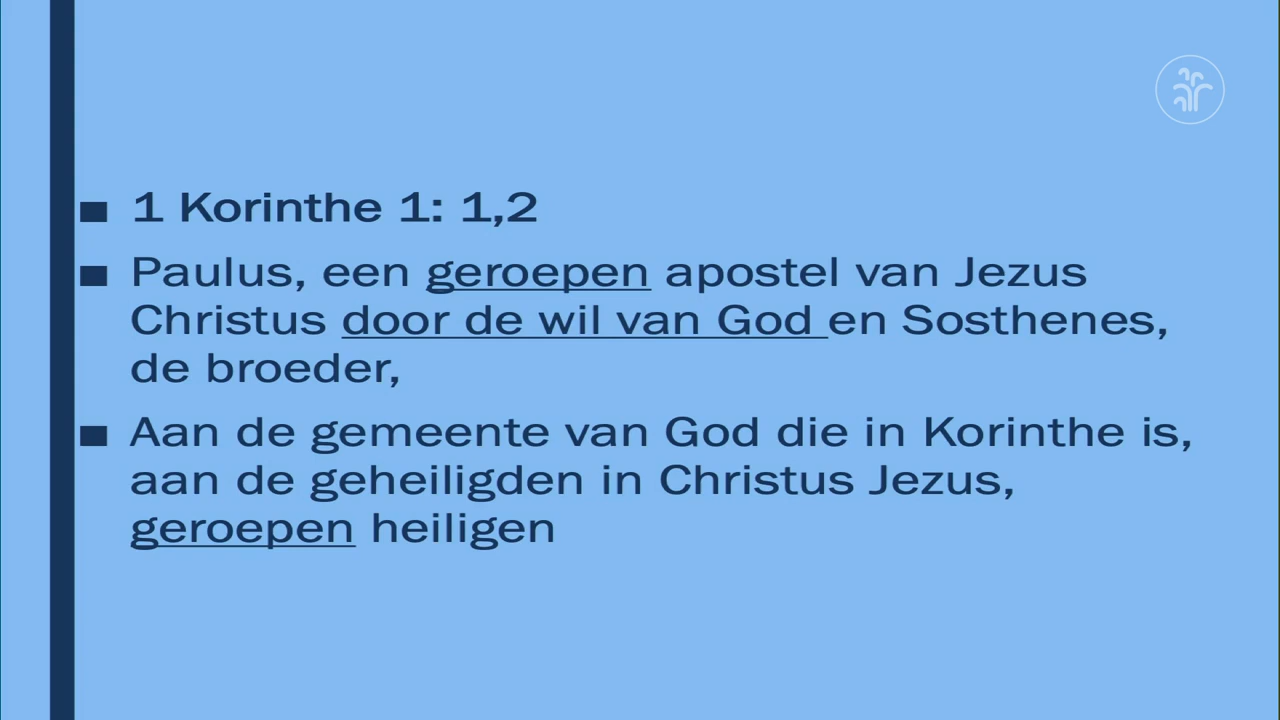 ■ 1 Korinthe 1: 1,2
■ Paulus, een geroepen apostel van Jezus
Christus door de wil van God en Sosthenes,
de broeder,
■ Aan de gemeente van God die in Korinthe is,
aan de geheiligden in Christus Jezus,
geroepen heiligen